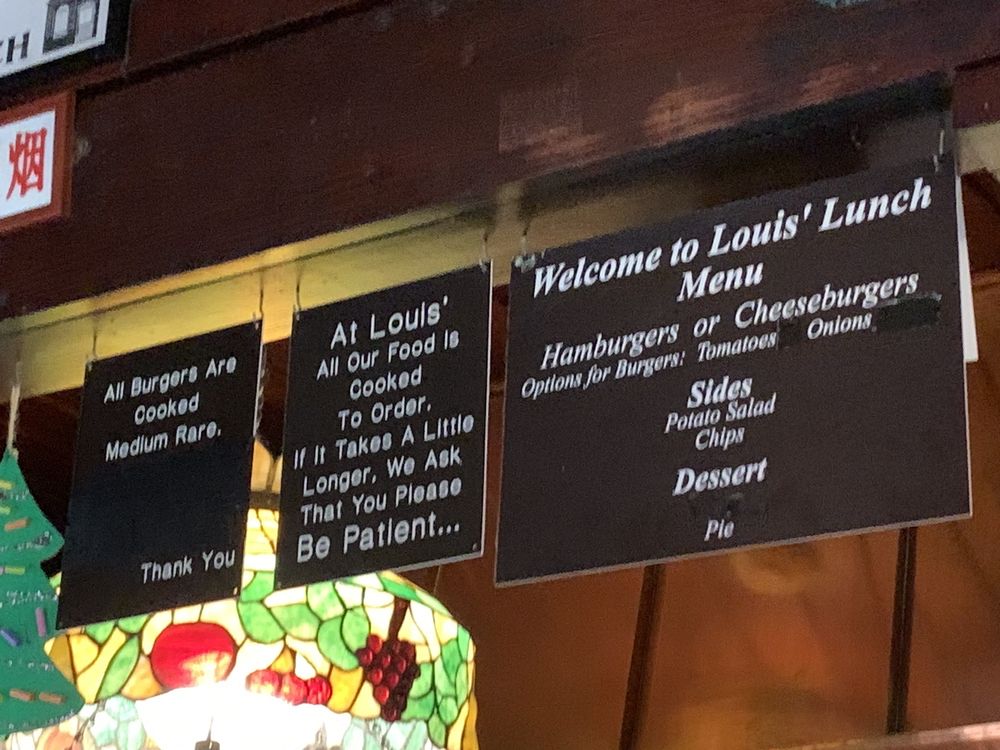 CH
烟
All Burgers Are
Cooked
Medium Rare.
Thank You
At Louis'
All Our Food Is
Cooked
To Order.
If It Takes A Little
Longer, We Ask
That You Please
Be Patient...
Welcome to Louis' Lunch
Menu
Hamburgers or Cheeseburgers
Options for Burgers: Tomatoes Onions
Sides
Potato Salad
Chips
Dessert
Pie